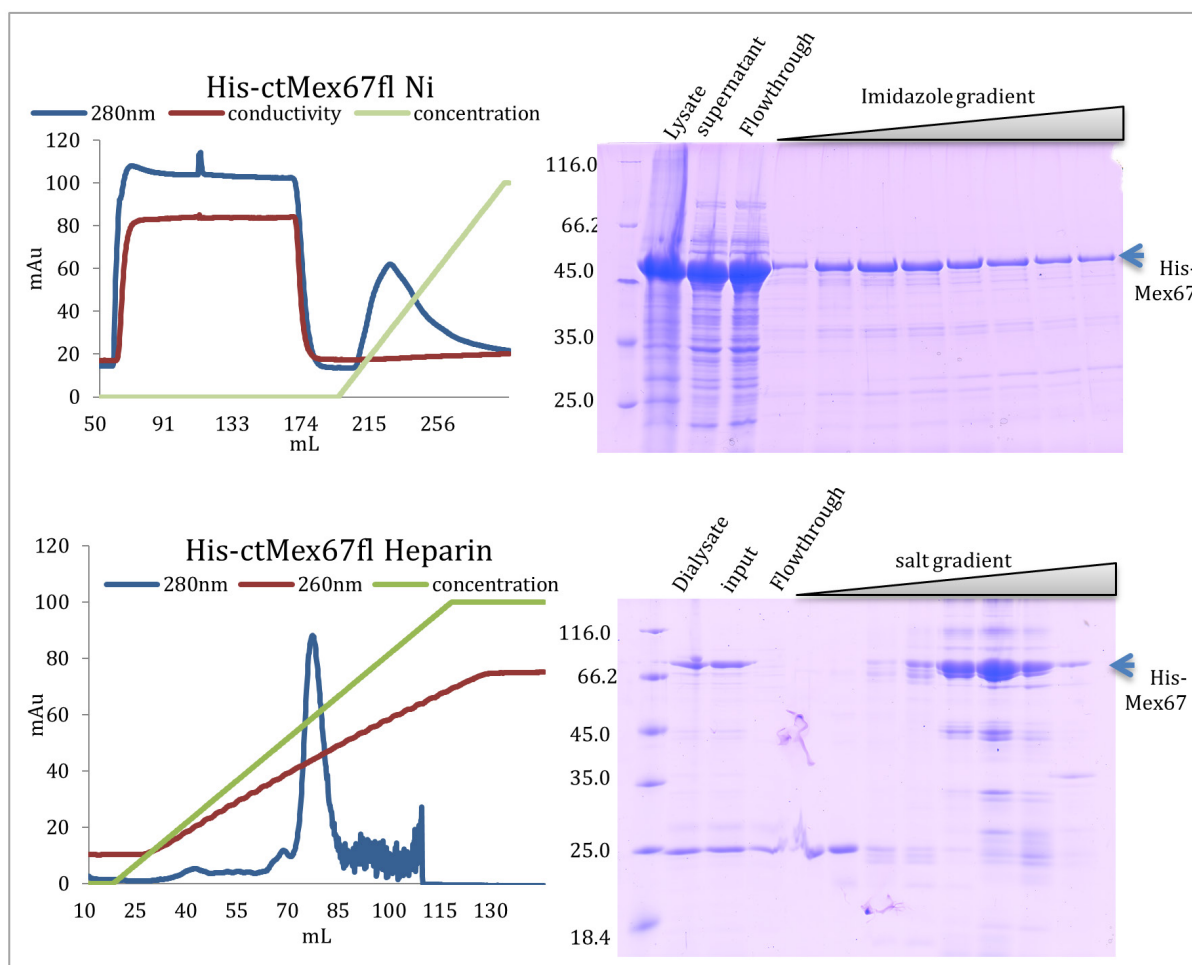 His-ctMex67fl Ni
280nm conductivity concentration
120
100
80
60
40
20
0
mAu
50 91 133 174 215 256
mL
Lysate
supernatant
Flowthrough
Imidazole gradient
116.0
66.2
45.0
35.0
25.0
His-
Mex67
His-ctMex67fl Heparin
280nm 260nm concentration
120
100
80
60
40
20
0
mAu
10 25 40 55 70 85 100 130
mL
Dialysate
input
Flowthrough
salt gradient
116.0
66.2
45.0
35.0
25.0
18.4
His-
Mex67